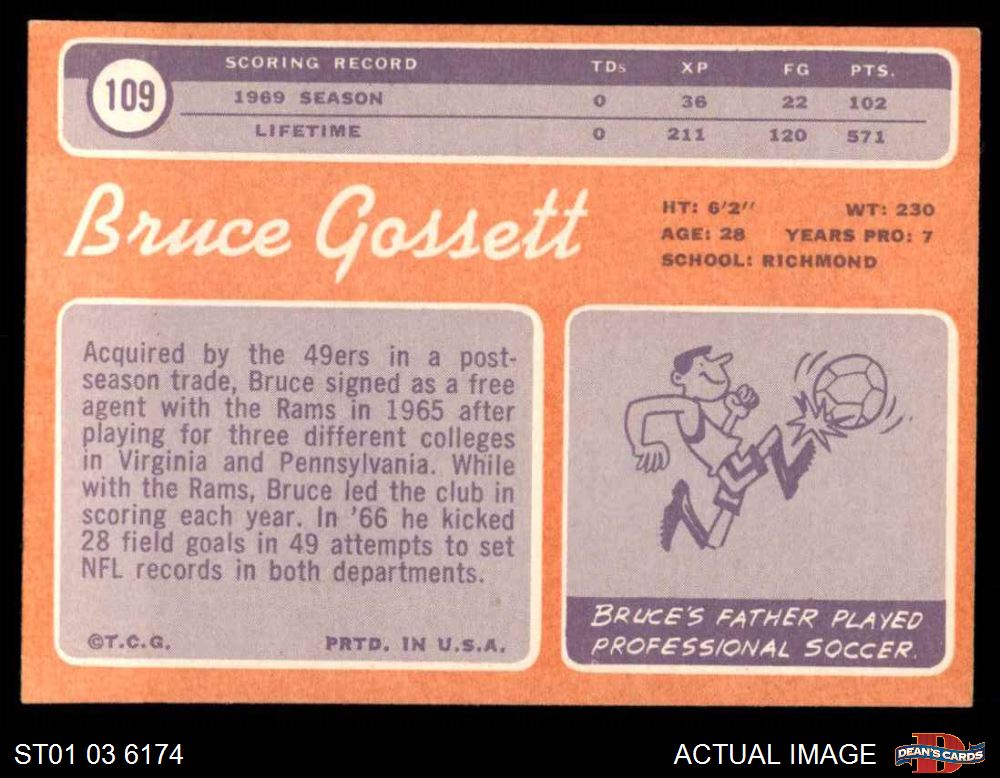 109
SCORING RECORD TDs XP FG PTS.
1969 SEASON 0 36 22 102
LIFETIME 0 211 120 571
Bruce Gossett
HT: 6'2" WT: 230
AGE: 28 YEARS PRO: 7
SCHOOL: RICHMOND
Acquired by the 49ers in a post-
season trade, Bruce signed as a free
agent with the Rams in 1965 after
playing for three different colleges
in Virginia and Pennsylvania. While
with the Rams, Bruce led the club in
scoring each year. In '66 he kicked
28 field goals in 49 attempts to set
NFL records in both departments.
©T.C.G. PRTD. IN U.S.A.
BRUCE'S FATHER PLAYED
PROFESSIONAL SOCCER.
ST01 03 6174 ACTUAL IMAGE DEAN'S CARDS